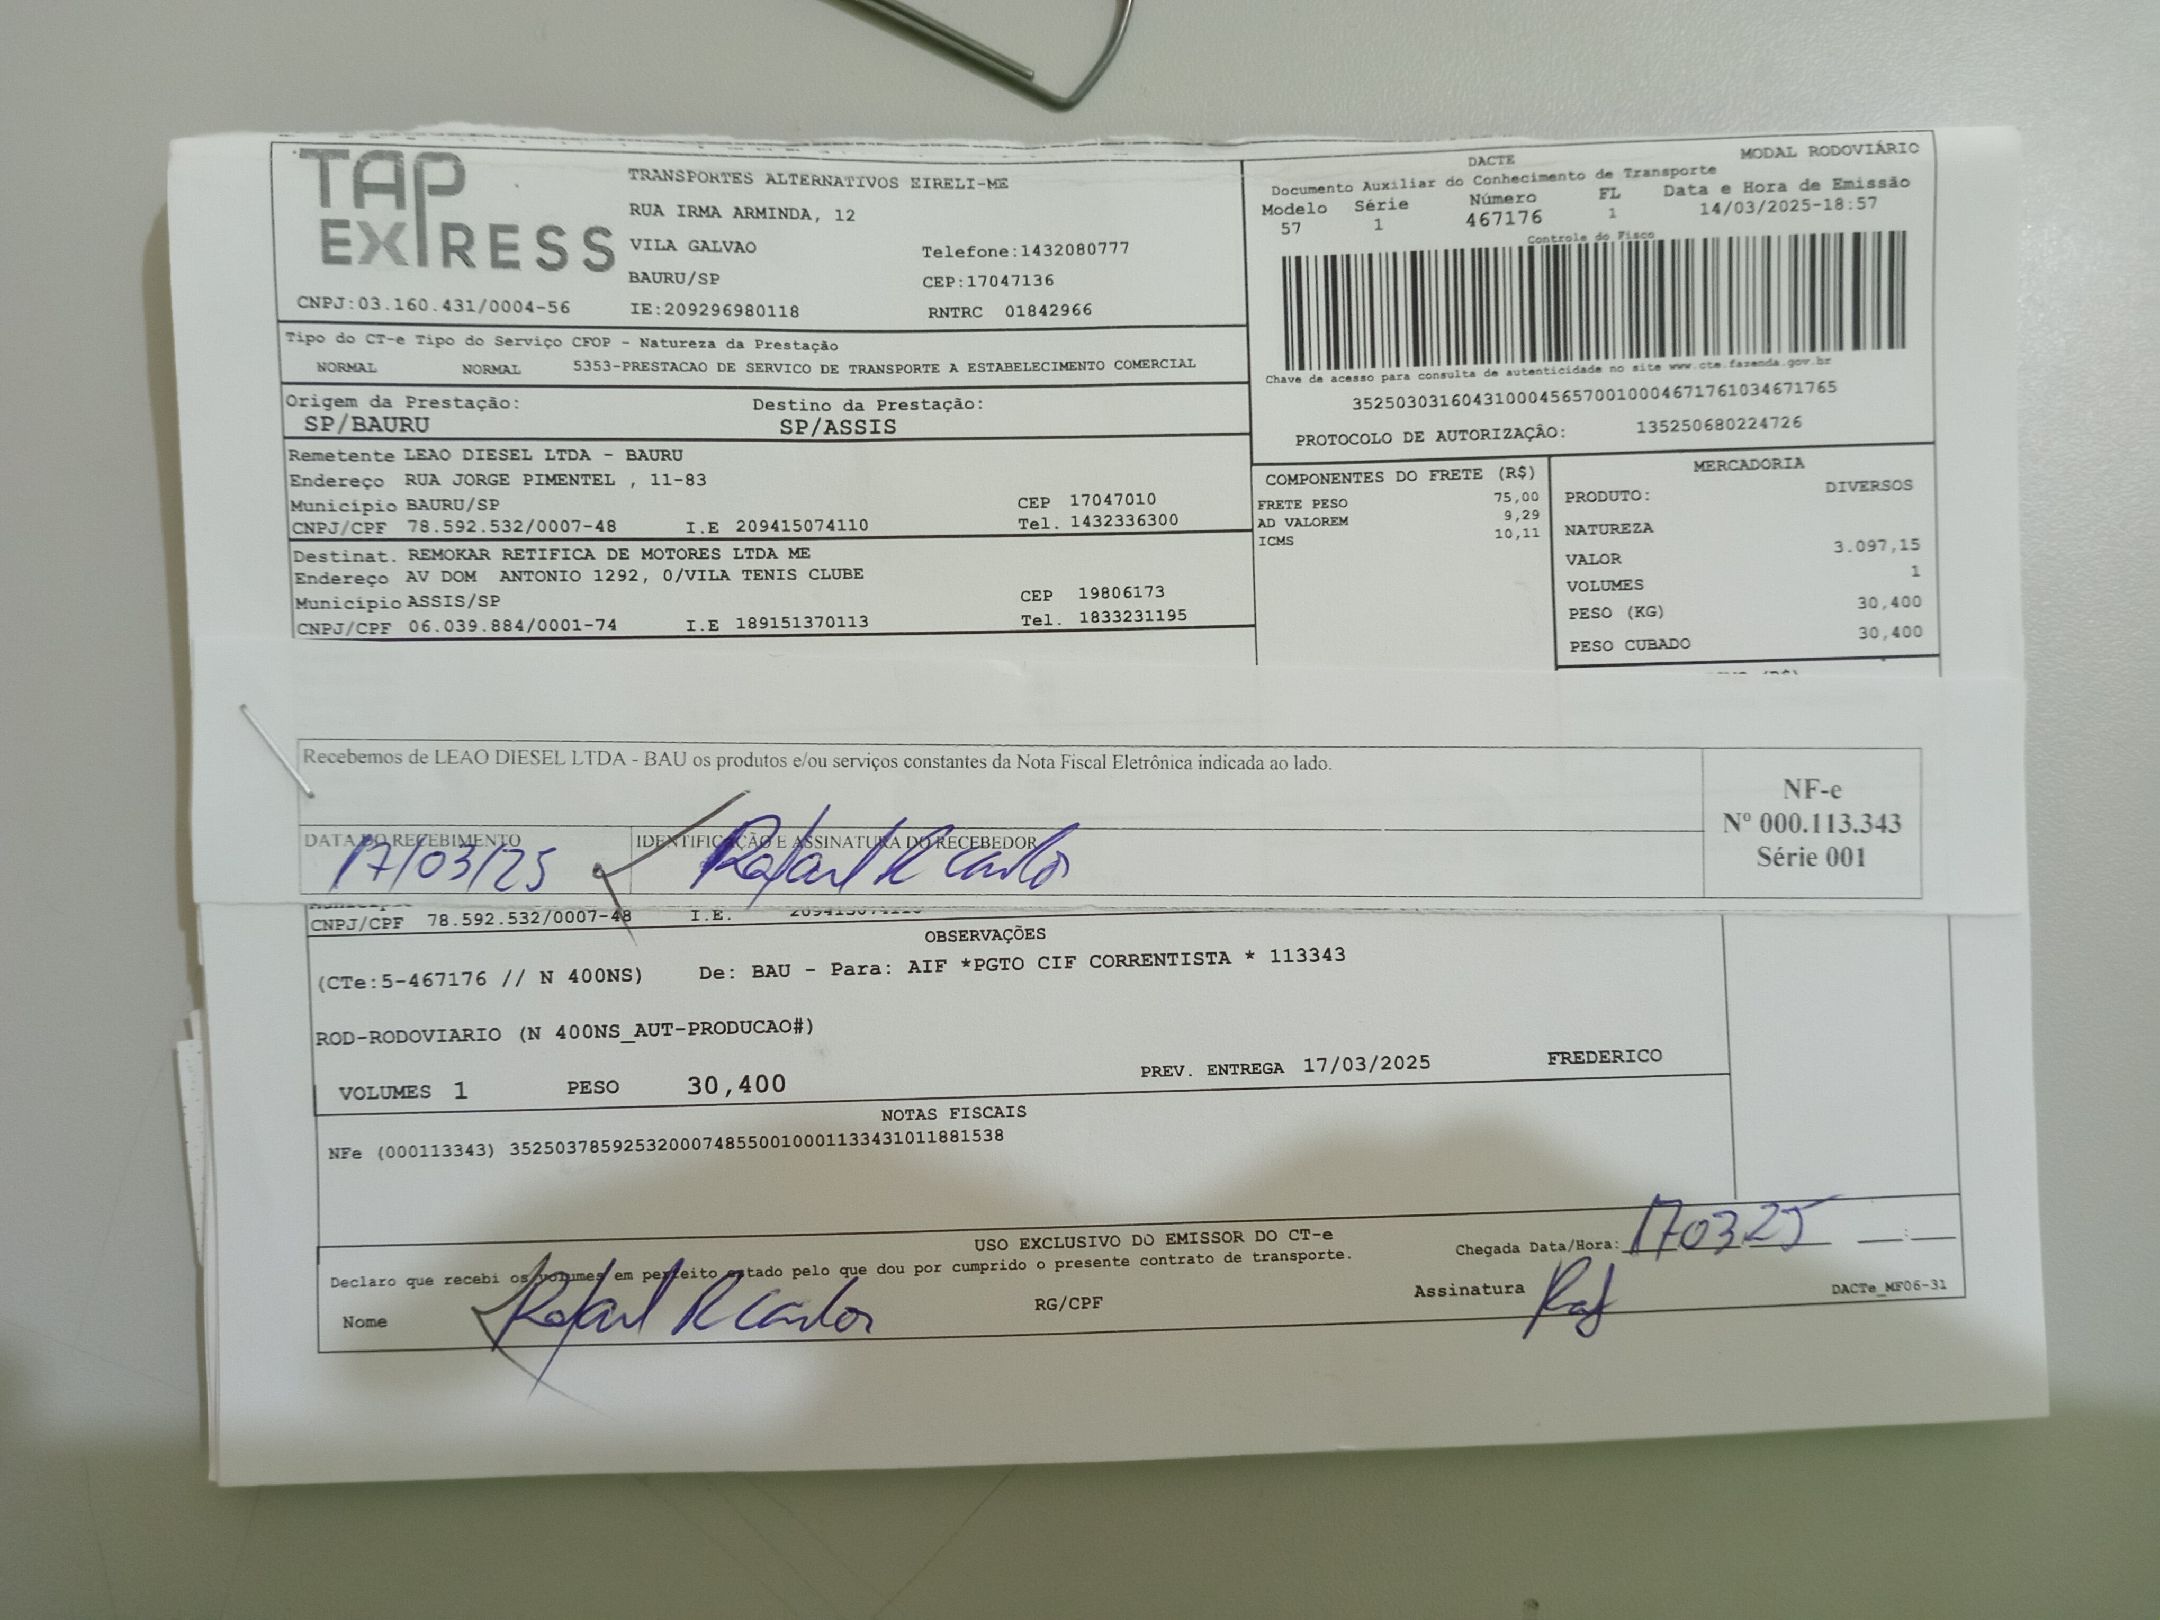 TAP EXPRESS
TRANSPORTES ALTERNATIVOS EIRELI-ME
RUA IRMA ARMINDA, 12
VILA GALVAO Telefone:1432080777
BAURU/SP CEP:17047136
CNPJ:03.160.431/0004-56 IE:209296980118 RNTRC 01842966
DACTE MODAL RODOVIÁRIO
Documento Auxiliar do Conhecimento de Transporte
Modelo Série Número FL Data e Hora de Emissão
57 1 467176 1 14/03/2025-18:57
Controle do Fisco
Chave de acesso para consulta de autenticidade no site www.cte.fazenda.gov.br
35250303160431000456570010004671761034671765
PROTOCOLO DE AUTORIZAÇÃO: 135250680224726
Tipo do CT-e Tipo do Serviço CFOP - Natureza da Prestação
NORMAL NORMAL 5353-PRESTACAO DE SERVICO DE TRANSPORTE A ESTABELECIMENTO COMERCIAL
Origem da Prestação: Destino da Prestação:
SP/BAURU SP/ASSIS
Remetente LEAO DIESEL LTDA - BAURU
Endereço RUA JORGE PIMENTEL , 11-83
Município BAURU/SP CEP 17047010
CNPJ/CPF 78.592.532/0007-48 I.E 209415074110 Tel. 1432336300
Destinat. REMOKAR RETIFICA DE MOTORES LTDA ME
Endereço AV DOM ANTONIO 1292, 0/VILA TENIS CLUBE
Município ASSIS/SP CEP 19806173
CNPJ/CPF 06.039.884/0001-74 I.E 189151370113 Tel. 1833231195
COMPONENTES DO FRETE (R$)
FRETE PESO 75,00
AD VALOREM 9,29
ICMS 10,11
MERCADORIA
PRODUTO: DIVERSOS
NATUREZA
VALOR 3.097,15
VOLUMES 1
PESO (KG) 30,400
PESO CUBADO 30,400
Recebemos de LEAO DIESEL LTDA - BAU os produtos e/ou serviços constantes da Nota Fiscal Eletrônica indicada ao lado.
NF-e
Nº 000.113.343
Série 001
DATA DO RECEBIMENTO IDENTIFICAÇÃO E ASSINATURA DO RECEBEDOR
17/03/25 Rafael R Carlos
CNPJ/CPF 78.592.532/0007-48 I.E. 209415074110
OBSERVAÇÕES
(CTe:5-467176 // N 400NS) De: BAU - Para: AIF *PGTO CIF CORRENTISTA * 113343
ROD-RODOVIARIO (N 400NS_AUT-PRODUCAO#)
VOLUMES 1 PESO 30,400 PREV. ENTREGA 17/03/2025 FREDERICO
NOTAS FISCAIS
NFe (000113343) 35250378592532000748550010001133431011881538
USO EXCLUSIVO DO EMISSOR DO CT-e
Declaro que recebi os volumes em perfeito estado pelo que dou por cumprido o presente contrato de transporte.
Chegada Data/Hora: 17 03 25
Nome Rafael R Carlos RG/CPF Assinatura Raf DACTe_MF06-31